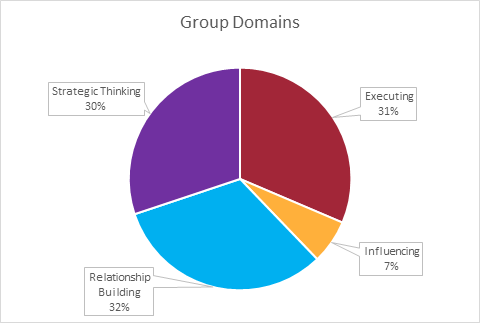 Group Domains
Strategic Thinking
30%
Executing
31%
Influencing
7%
Relationship
Building
32%